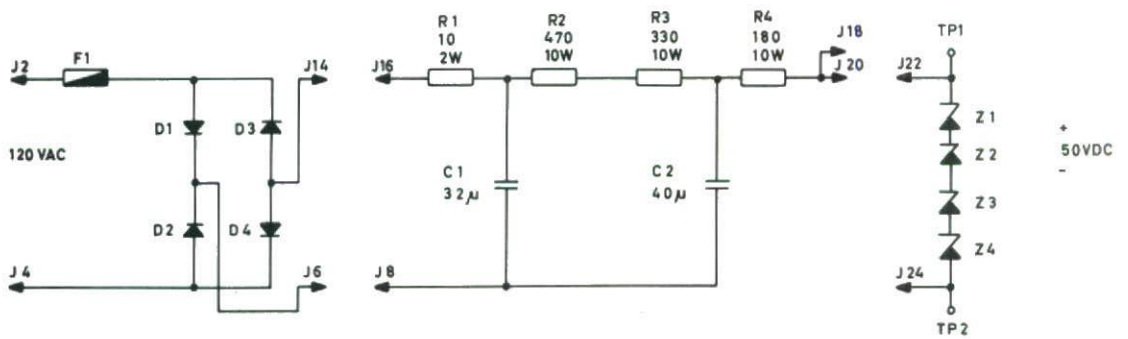 J2
F1
J14
D1
D3
120 VAC
D2
D4
J4
J6
R1
10
2W
R2
470
10W
R3
330
10W
R4
180
10W
J18
J20
J16
C1
32µ
C2
40µ
J8
TP1
J22
Z1
Z2
Z3
Z4
+
50VDC
-
J24
TP2